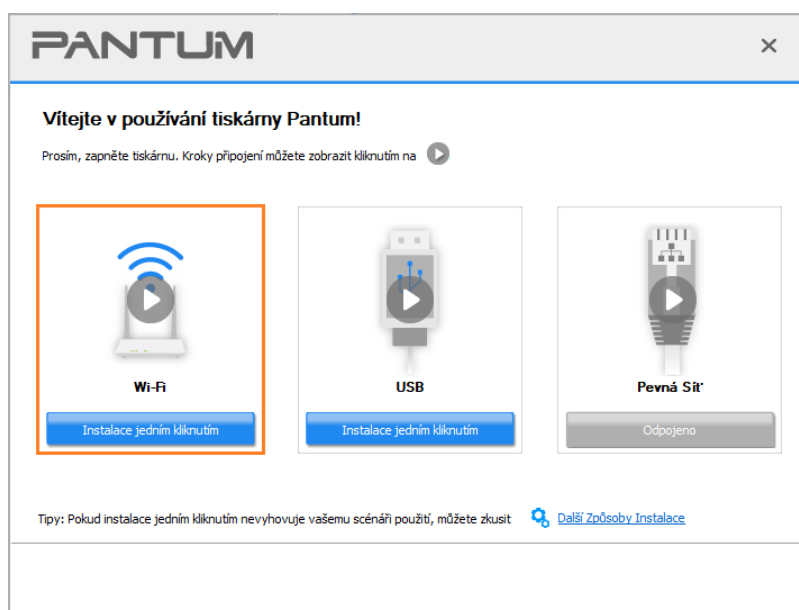 PANTUM
Vítejte v používání tiskárny Pantum!
Prosím, zapněte tiskárnu. Kroky připojení můžete zobrazit kliknutím na
Wi-Fi
USB
Pevná Síť
Instalace jedním kliknutím
Instalace jedním kliknutím
Odpojeno
Tipy: Pokud instalace jedním kliknutím nevyhovuje vašemu scénáři použití, můžete zkusit
Další Způsoby Instalace